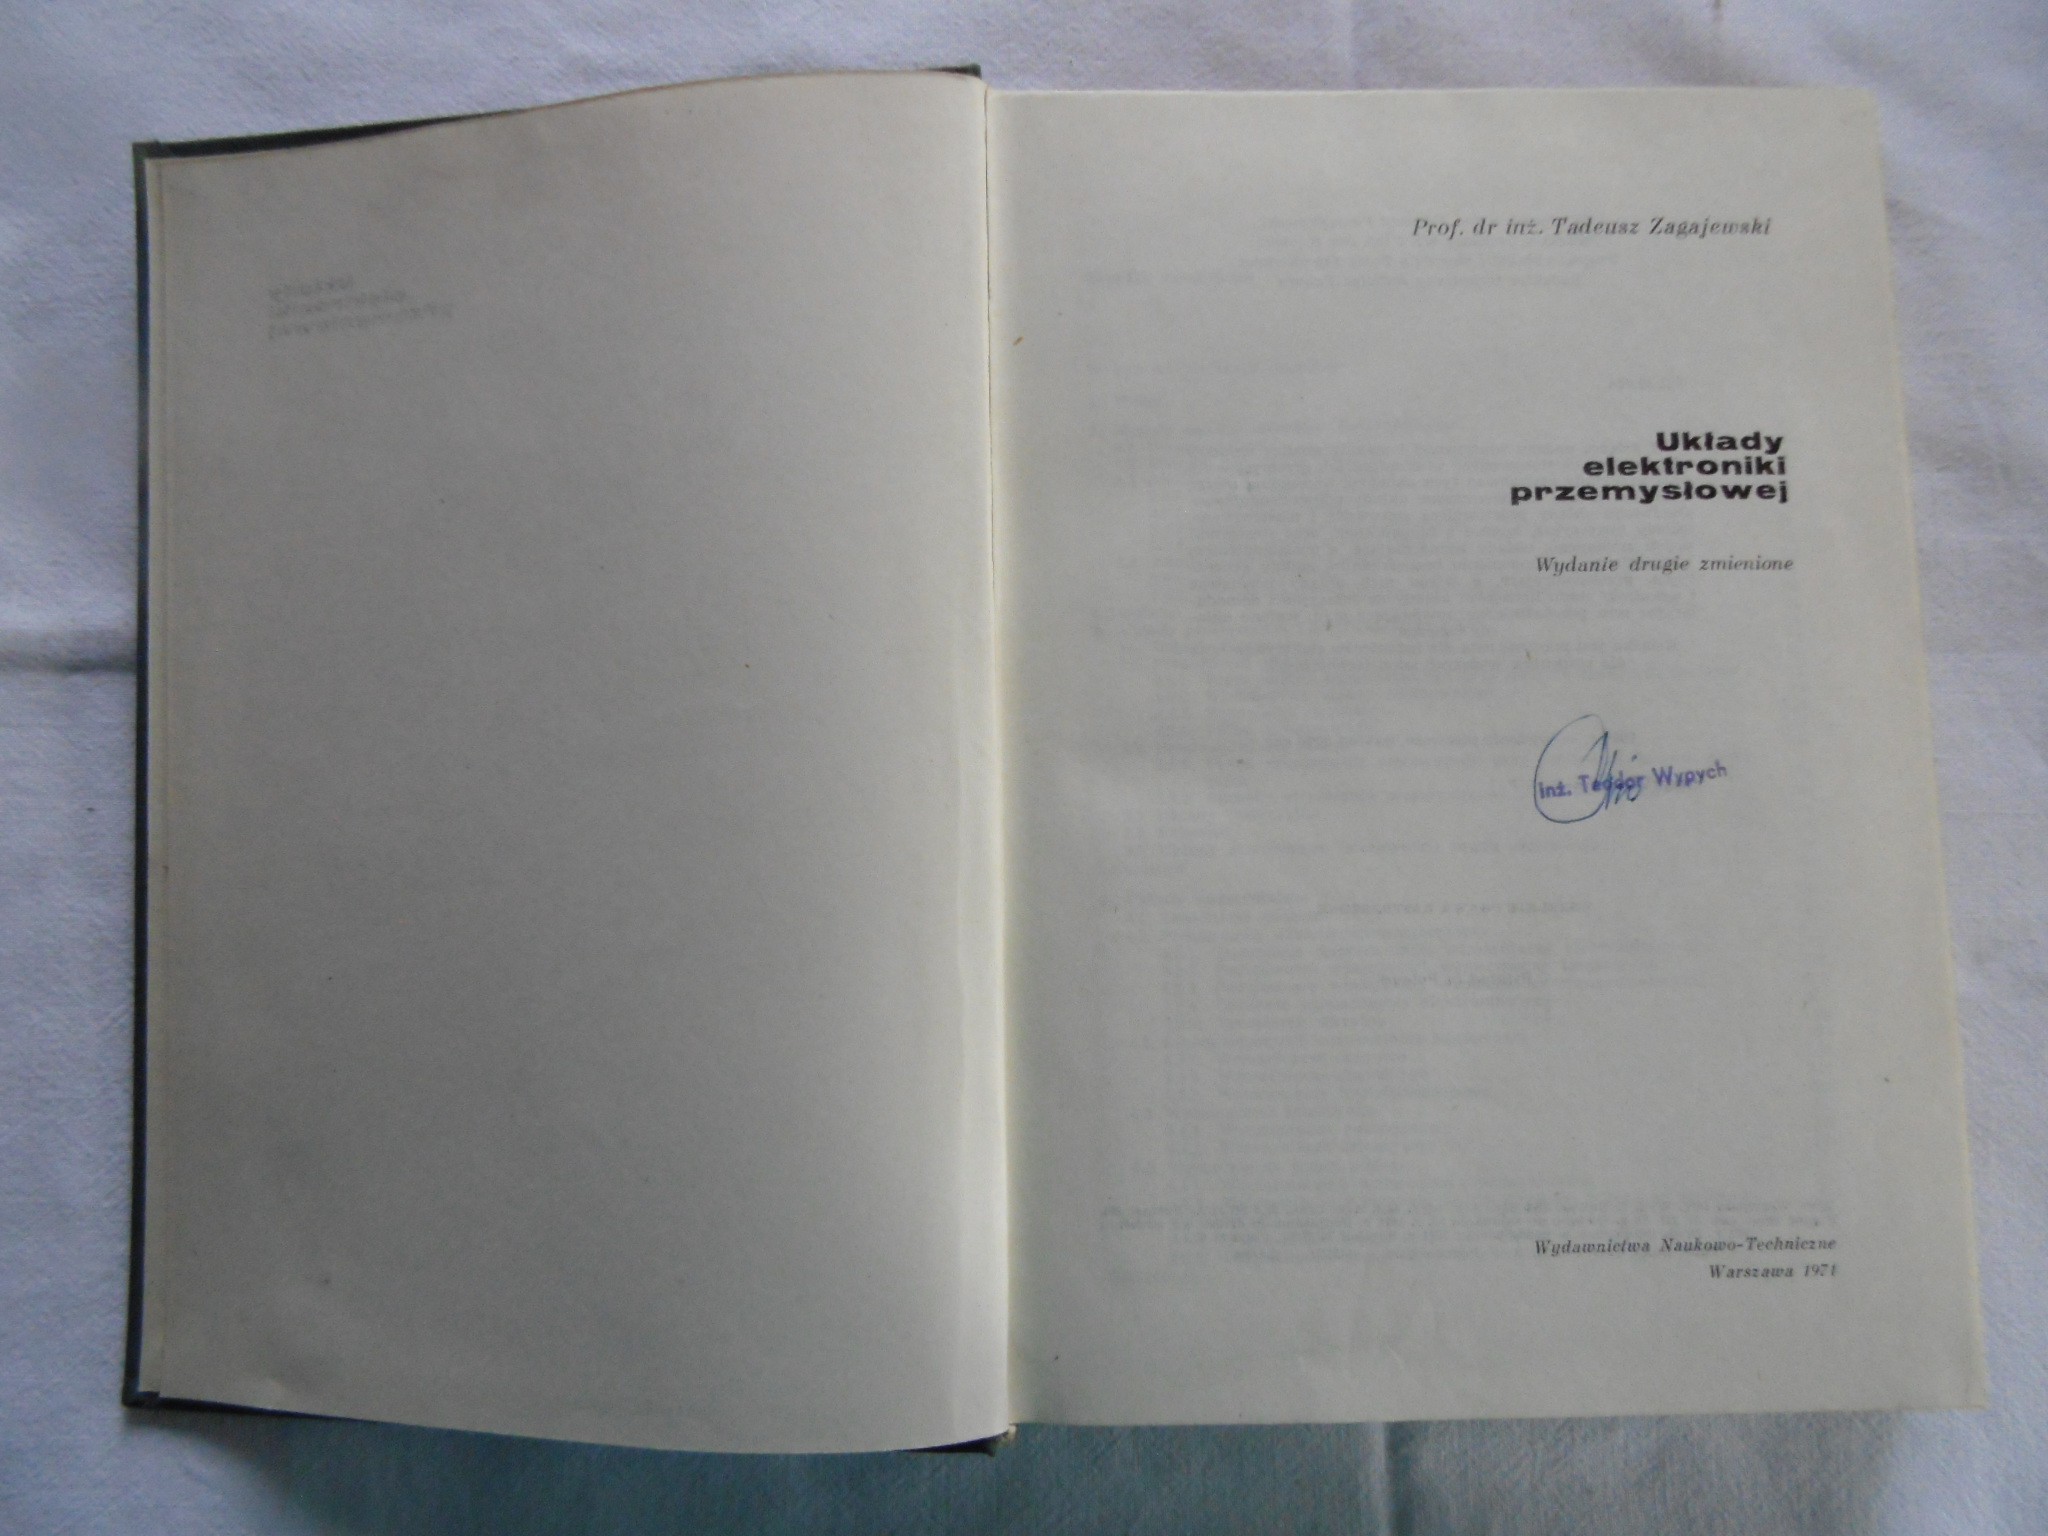 Prof. dr inż. Tadeusz Zagajewski
Układy
elektroniki
przemysłowej
Wydanie drugie zmienione
inż. Teodor Wypych
Wydawnictwa Naukowo-Techniczne
Warszawa 1971